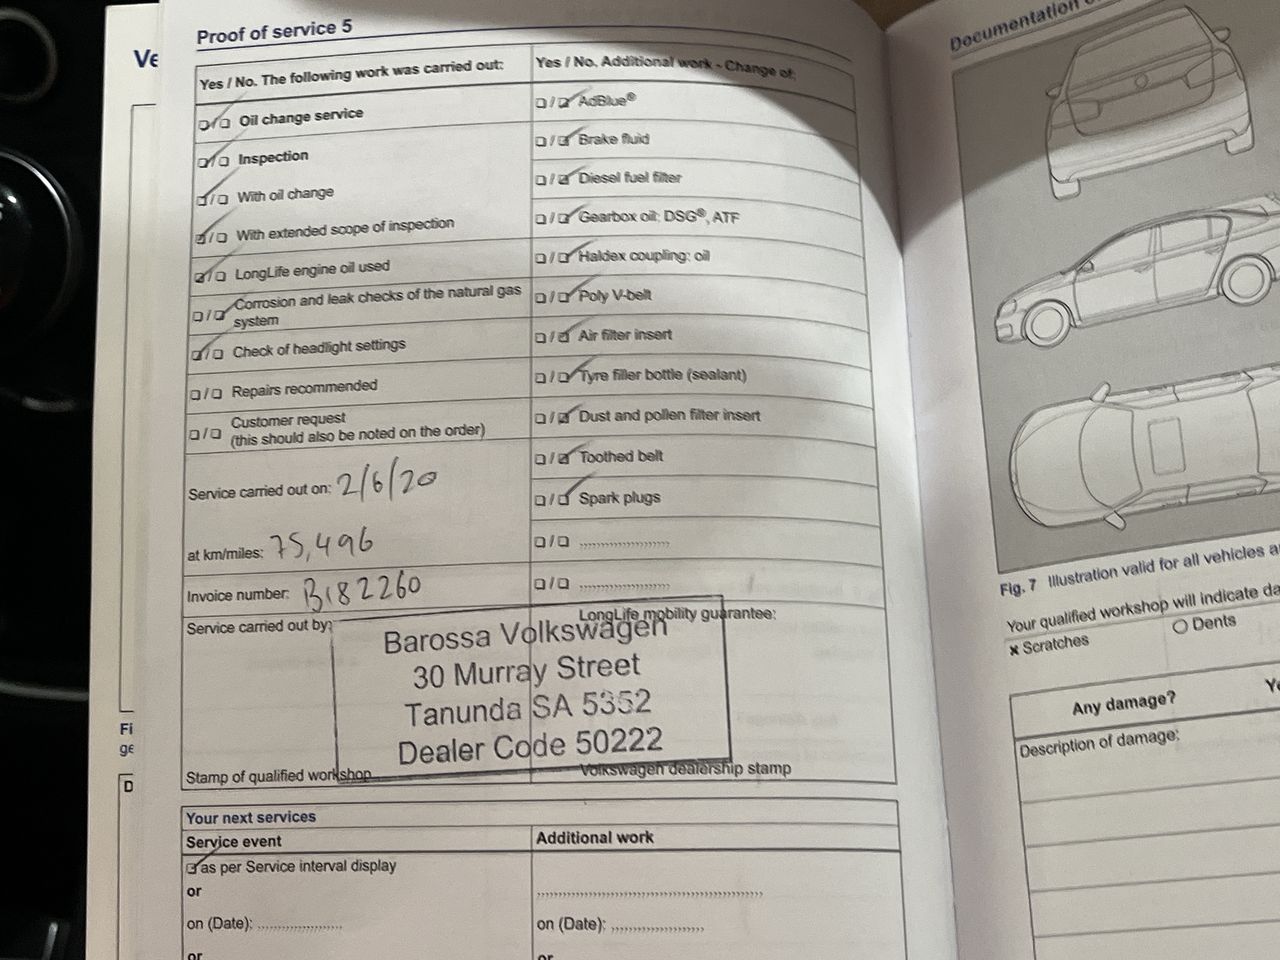 Ve
Proof of service 5
Yes / No. The following work was carried out:
Oil change service
Inspection
With oil change
With extended scope of inspection
LongLife engine oil used
Corrosion and leak checks of the natural gas
system
Check of headlight settings
Repairs recommended
Customer request
(this should also be noted on the order)
Service carried out on: 2/6/20
at km/miles: 75,496
Invoice number: B182260
Service carried out by:
Yes / No. Additional work - Change of:
AdBlue®
Brake fluid
Diesel fuel filter
Gearbox oil: DSG®, ATF
Haldex coupling: oil
Poly V-belt
Air filter insert
Tyre filler bottle (sealant)
Dust and pollen filter insert
Toothed belt
Spark plugs
LongLife mobility guarantee:
Barossa Volkswagen
30 Murray Street
Tanunda SA 5352
Dealer Code 50222
Stamp of qualified workshop
Volkswagen dealership stamp
Your next services
Service event
Additional work
as per Service interval display
or
on (Date):
or
on (Date):
or
Fi
ge
D
Documentation
Fig. 7 Illustration valid for all vehicles
Your qualified workshop will indicate da
× Scratches
Dents
Any damage?
Ye
Description of damage: